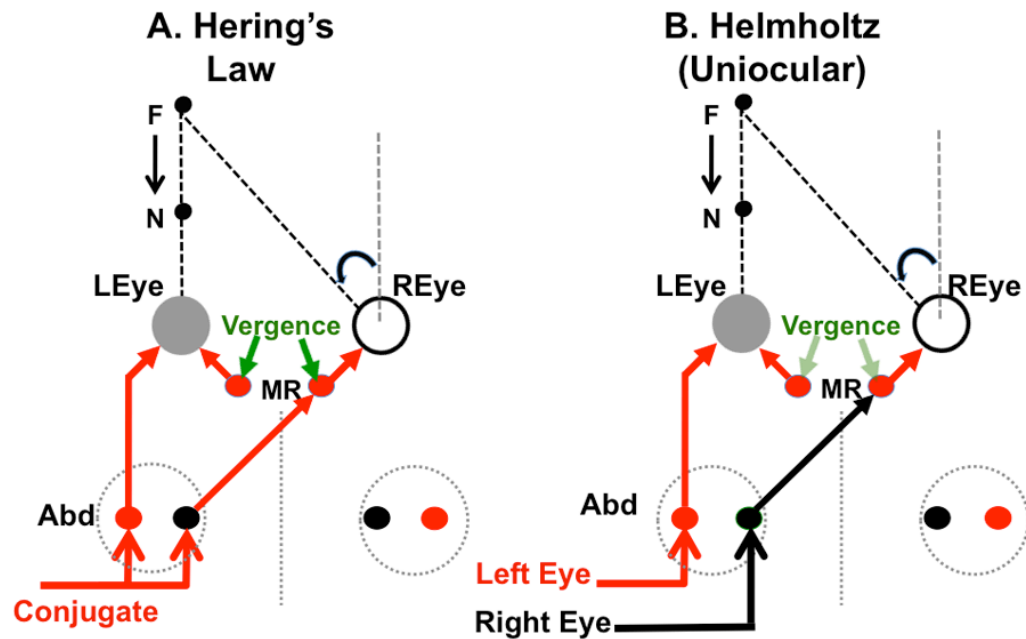 A. Hering's
Law
F
N
LEye
REye
Vergence
MR
Abd
Conjugate
B. Helmholtz
(Uniocular)
F
N
LEye
REye
Vergence
MR
Abd
Left Eye
Right Eye